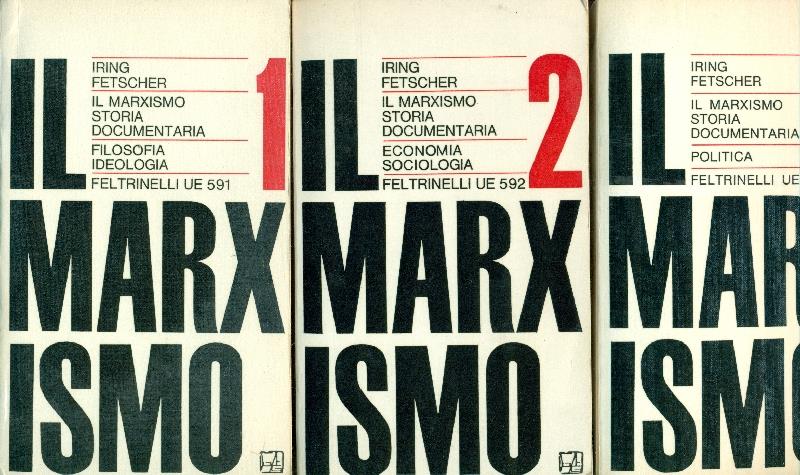 IL
IRING
FETSCHER
IL MARXISMO
STORIA
DOCUMENTARIA
FILOSOFIA
IDEOLOGIA
FELTRINELLI UE 591
1
MARX
ISMO
IL
IRING
FETSCHER
IL MARXISMO
STORIA
DOCUMENTARIA
ECONOMIA
SOCIOLOGIA
FELTRINELLI UE 592
2
MARX
ISMO
IL
IRING
FETSCHER
IL MARXISMO
STORIA
DOCUMENTARIA
POLITICA
FELTRINELLI UE
MAR
ISM